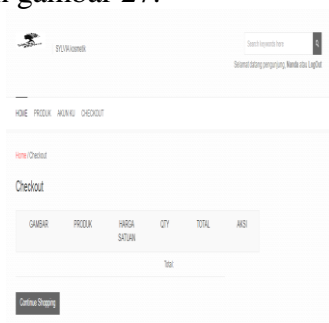 gambar 27.
SYLVIA kosmetik
Search keywords here
Selamat datang pengunjung, Nanda atau LogOut
HOME PRODUK AKUN-KU CHECKOUT
Home / Checkout
Checkout
GAMBAR PRODUK HARGA SATUAN QTY TOTAL AKSI
Total:
Continue Shopping